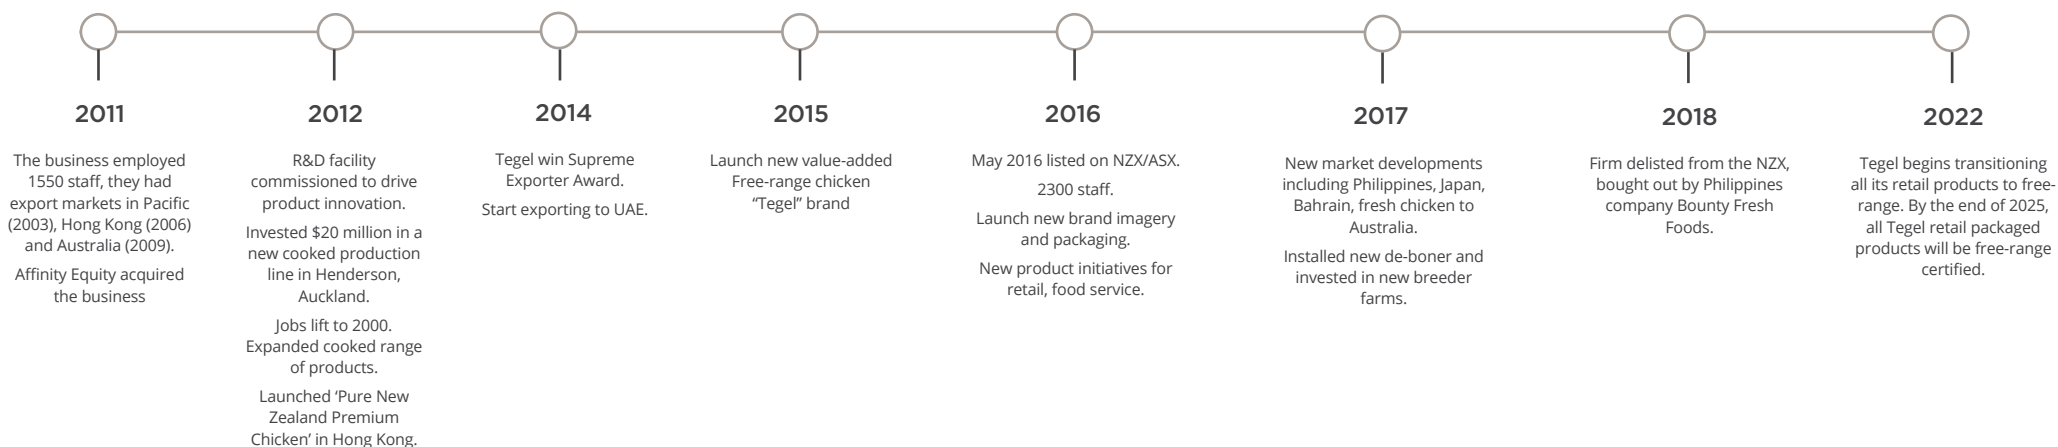 2011
The business employed
1550 staff, they had
export markets in Pacific
(2003), Hong Kong (2006)
and Australia (2009).
Affinity Equity acquired
the business
2012
R&D facility
commissioned to drive
product innovation.
Invested $20 million in a
new cooked production
line in Henderson,
Auckland.
Jobs lift to 2000.
Expanded cooked range
of products.
Launched ‘Pure New
Zealand Premium
Chicken’ in Hong Kong.
2014
Tegel win Supreme
Exporter Award.
Start exporting to UAE.
2015
Launch new value-added
Free-range chicken
“Tegel” brand
2016
May 2016 listed on NZX/ASX.
2300 staff.
Launch new brand imagery
and packaging.
New product initiatives for
retail, food service.
2017
New market developments
including Philippines, Japan,
Bahrain, fresh chicken to
Australia.
Installed new de-boner and
invested in new breeder
farms.
2018
Firm delisted from the NZX,
bought out by Philippines
company Bounty Fresh
Foods.
2022
Tegel begins transitioning
all its retail products to free-
range. By the end of 2025,
all Tegel retail packaged
products will be free-range
certified.